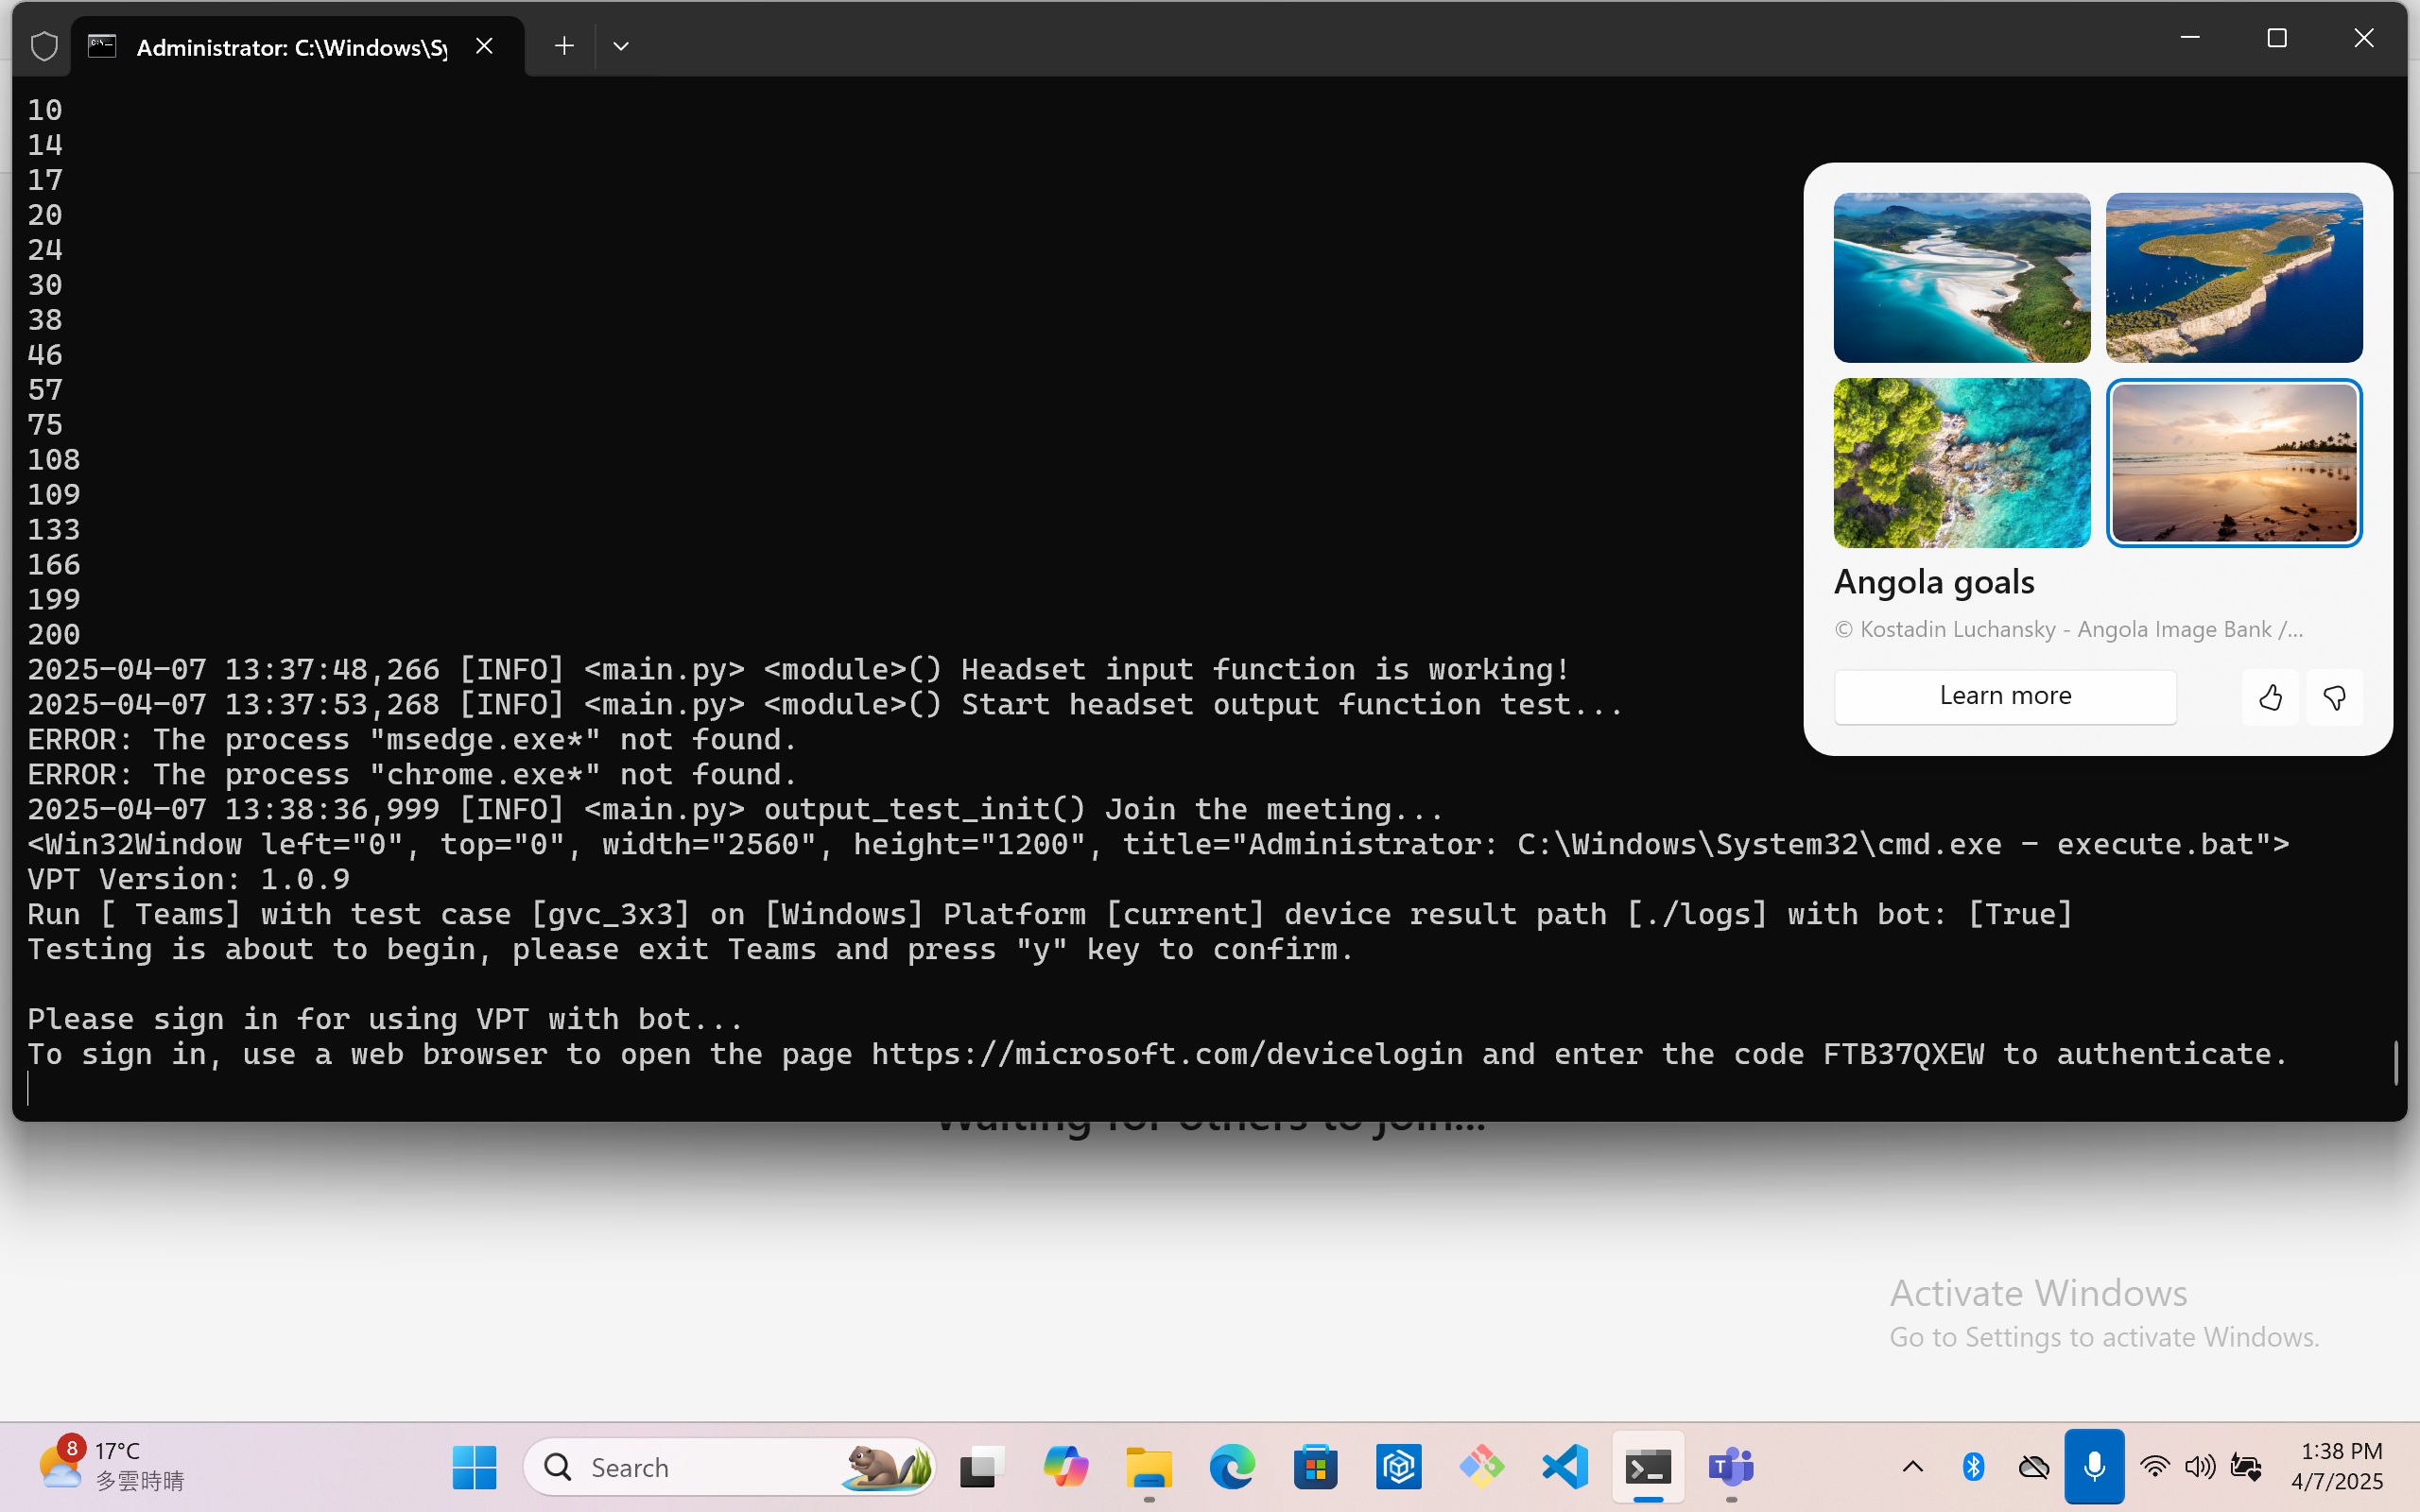 Administrator: C:\Windows\Sy
10
14
17
20
24
30
38
46
57
75
108
109
133
166
199
200
2025-04-07 13:37:48,266 [INFO] <main.py> <module>() Headset input function is working!
2025-04-07 13:37:53,268 [INFO] <main.py> <module>() Start headset output function test...
ERROR: The process "msedge.exe*" not found.
ERROR: The process "chrome.exe*" not found.
2025-04-07 13:38:36,999 [INFO] <main.py> output_test_init() Join the meeting...
<Win32Window left="0", top="0", width="2560", height="1200", title="Administrator: C:\Windows\System32\cmd.exe - execute.bat">
VPT Version: 1.0.9
Run [ Teams] with test case [gvc_3x3] on [Windows] Platform [current] device result path [./logs] with bot: [True]
Testing is about to begin, please exit Teams and press "y" key to confirm.
Please sign in for using VPT with bot...
To sign in, use a web browser to open the page https://microsoft.com/devicelogin and enter the code FTB37QXEW to authenticate.
Angola goals
© Kostadin Luchansky - Angola Image Bank /...
Learn more
Waiting for others to join...
Activate Windows
Go to Settings to activate Windows.
8
17°C
多雲時晴
Search
1:38 PM
4/7/2025